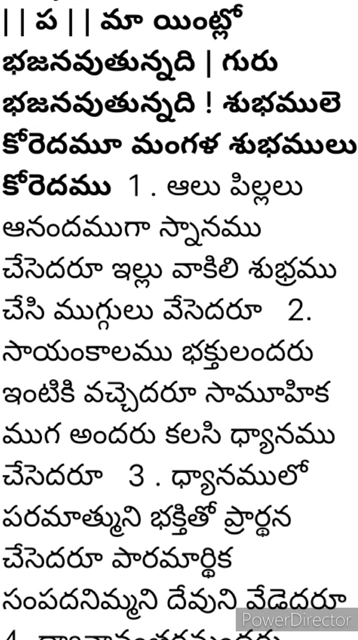 || ప || మా యింట్లో
భజనవుతున్నది | గురు
భజనవుతున్నది ! శుభములె
కోరెదమూ మంగళ శుభములు
కోరెదము 1 . ఆలు పిల్లలు
ఆనందముగా స్నానము
చేసెదరూ ఇల్లు వాకిలి శుభ్రము
చేసి ముగ్గులు వేసెదరూ 2.
సాయంకాలము భక్తులందరు
ఇంటికి వచ్చెదరూ సామూహిక
ముగ అందరు కలసి ధ్యానము
చేసెదరూ 3 . ధ్యానములో
పరమాత్ముని భక్తితో ప్రార్థన
చేసెదరూ పారమార్థిక
సంపదనిమ్మని దేవుని వేడెదరూ
PowerDirector